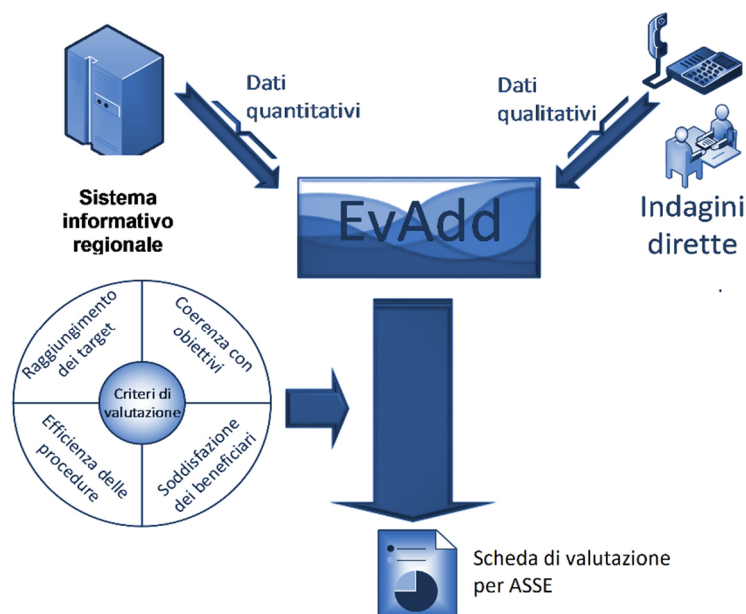 Dati
quantitativi
Dati
qualitativi
Sistema
informativo
regionale
EvAdd
Indagini
dirette
.
Raggiungimento
dei target
Coerenza con
obiettivi
Criteri di
valutazione
Efficienza delle
procedure
Soddisfazione
dei beneficiari
Scheda di valutazione
per ASSE